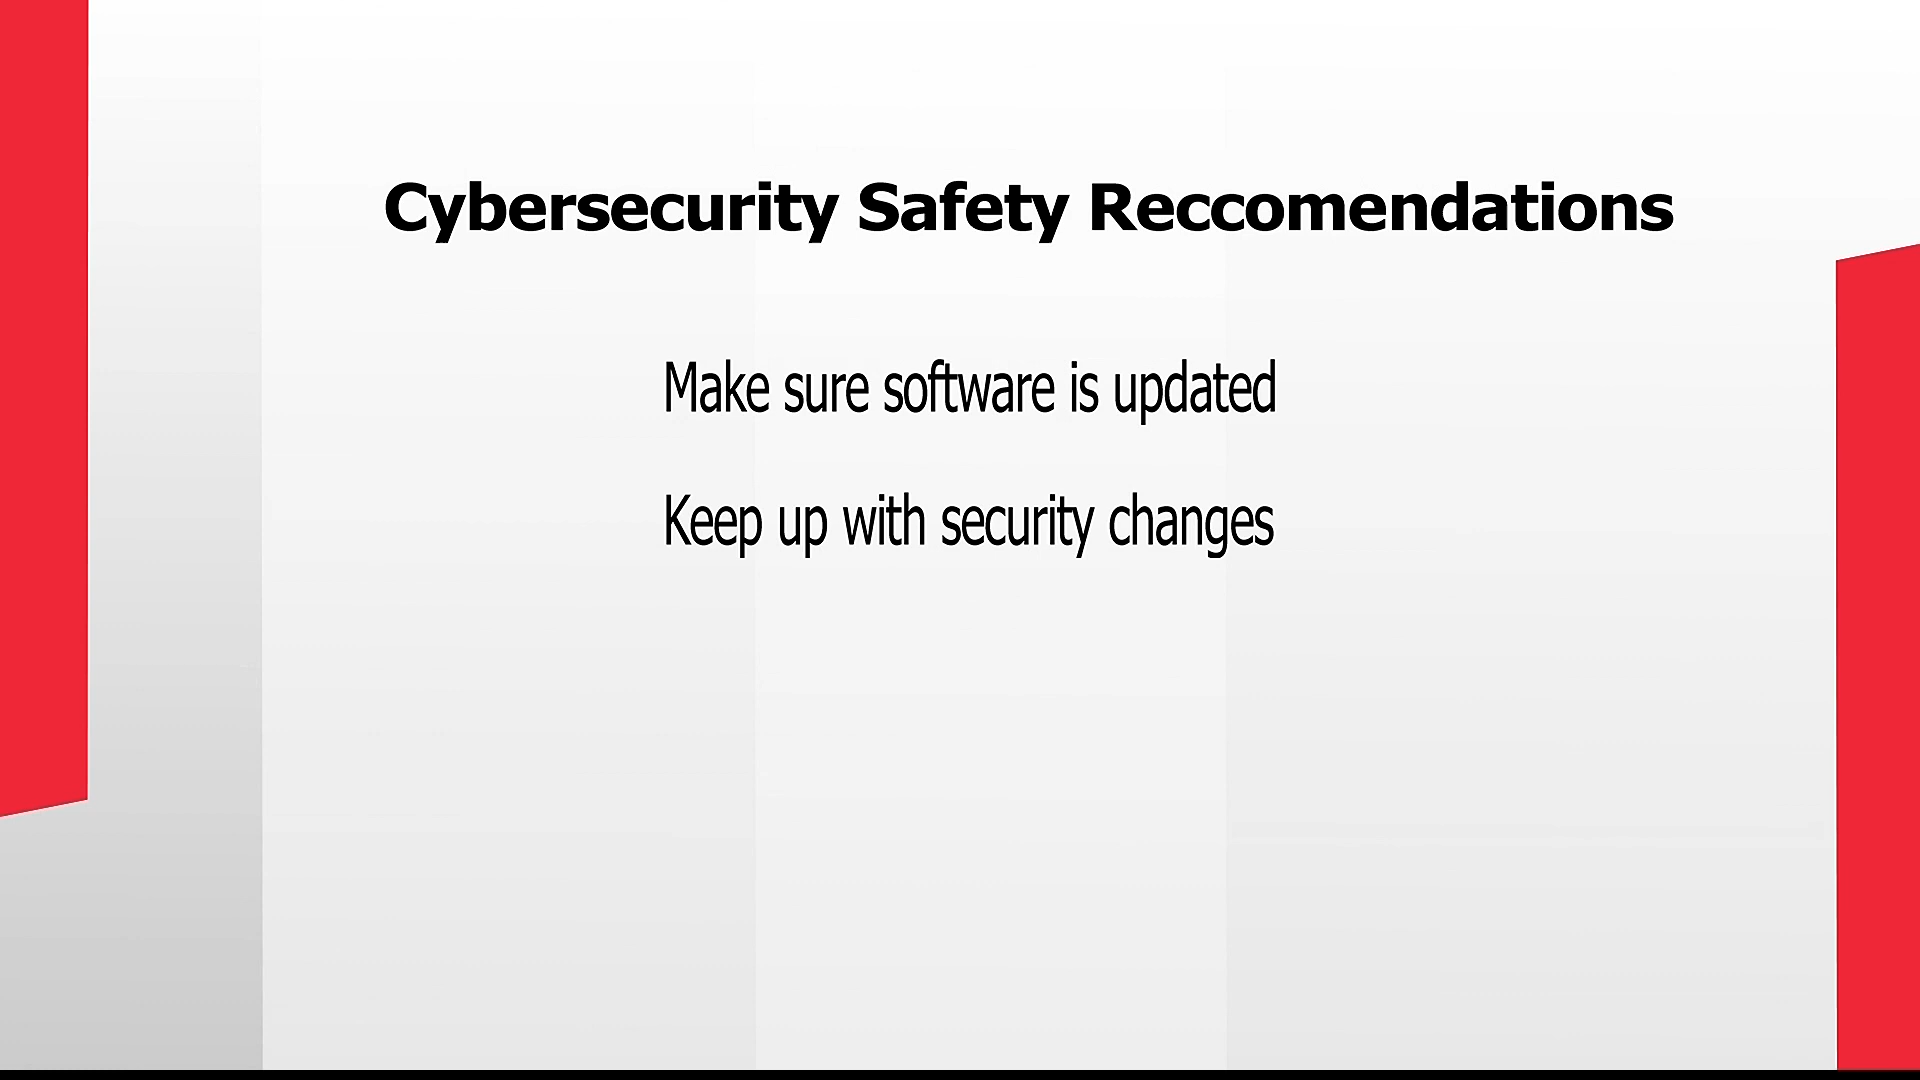 Cybersecurity Safety Reccomendations
Make sure software is updated
Keep up with security changes